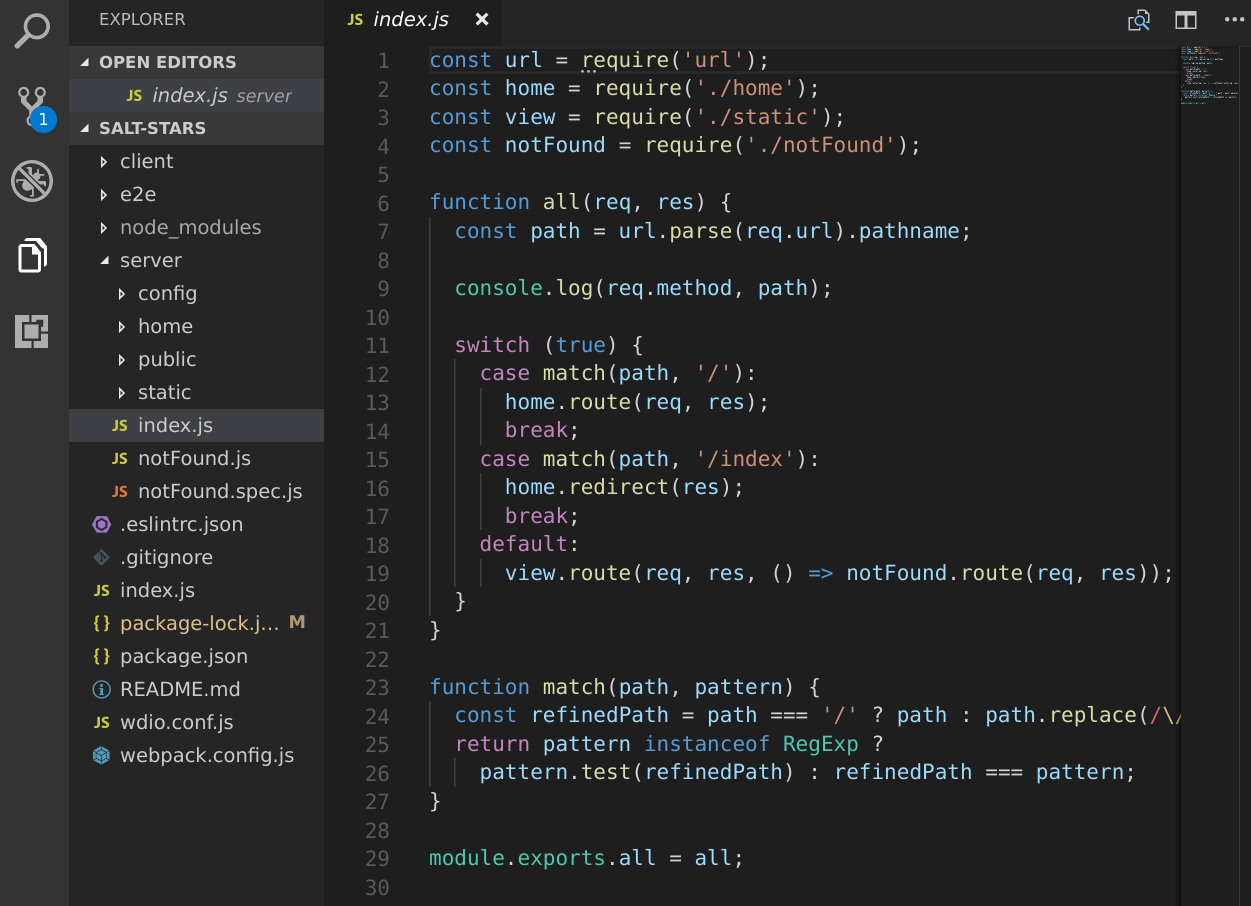 EXPLORER
OPEN EDITORS
JS index.js server
SALT-STARS
client
e2e
node_modules
server
config
home
public
static
JS index.js
JS notFound.js
JS notFound.spec.js
.eslintrc.json
.gitignore
JS index.js
{} package-lock.j... M
{} package.json
README.md
JS wdio.conf.js
webpack.config.js
1
JS index.js ×
1 const url = require('url');
2 const home = require('./home');
3 const view = require('./static');
4 const notFound = require('./notFound');
5
6 function all(req, res) {
7   const path = url.parse(req.url).pathname;
8
9   console.log(req.method, path);
10
11   switch (true) {
12     case match(path, '/'):
13       home.route(req, res);
14       break;
15     case match(path, '/index'):
16       home.redirect(res);
17       break;
18     default:
19       view.route(req, res, () => notFound.route(req, res));
20   }
21 }
22
23 function match(path, pattern) {
24   const refinedPath = path === '/' ? path : path.replace(/\/
25   return pattern instanceof RegExp ?
26     pattern.test(refinedPath) : refinedPath === pattern;
27 }
28
29 module.exports.all = all;
30